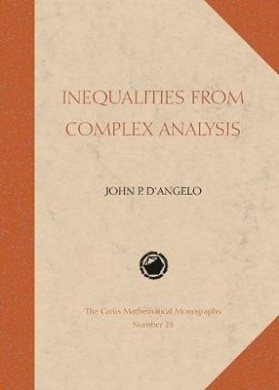 INEQUALITIES FROM
COMPLEX ANALYSIS
JOHN P. D'ANGELO
The Carus Mathematical Monographs
Number 28